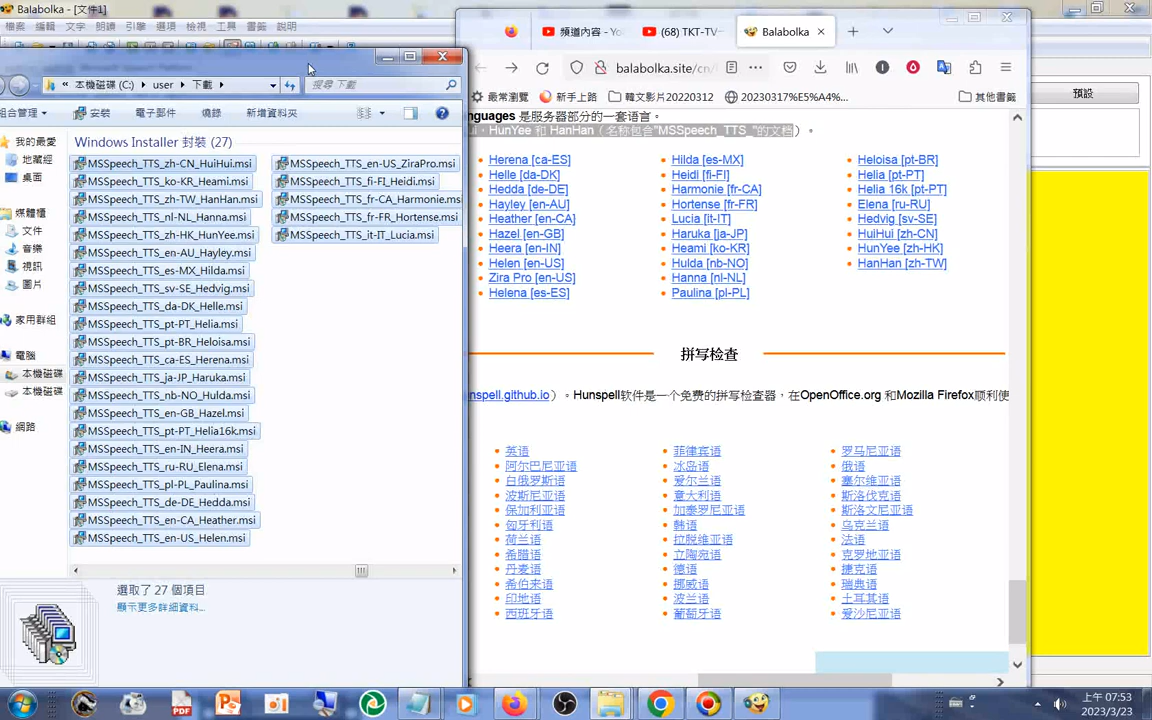 Balabolka - [文件1]
檔案 編輯 文字 朗讀 引擎 選項 檢視 工具 書籤 說明
本機磁碟 (C:) user 下載 搜尋 下載
組合管理 安裝 電子郵件 燒錄 新增資料夾
我的最愛
地藏經
桌面
媒體櫃
文件
音樂
視訊
圖片
家用群組
電腦
本機磁碟
本機磁碟
網路
Windows Installer 封裝 (27)
MSSpeech_TTS_zh-CN_HuiHui.msi
MSSpeech_TTS_ko-KR_Heami.msi
MSSpeech_TTS_zh-TW_HanHan.msi
MSSpeech_TTS_nl-NL_Hanna.msi
MSSpeech_TTS_zh-HK_HunYee.msi
MSSpeech_TTS_en-AU_Hayley.msi
MSSpeech_TTS_es-MX_Hilda.msi
MSSpeech_TTS_sv-SE_Hedvig.msi
MSSpeech_TTS_da-DK_Helle.msi
MSSpeech_TTS_pt-PT_Helia.msi
MSSpeech_TTS_pt-BR_Heloisa.msi
MSSpeech_TTS_ca-ES_Herena.msi
MSSpeech_TTS_ja-JP_Haruka.msi
MSSpeech_TTS_nb-NO_Hulda.msi
MSSpeech_TTS_en-GB_Hazel.msi
MSSpeech_TTS_pt-PT_Helia16k.msi
MSSpeech_TTS_en-IN_Heera.msi
MSSpeech_TTS_ru-RU_Elena.msi
MSSpeech_TTS_pl-PL_Paulina.msi
MSSpeech_TTS_de-DE_Hedda.msi
MSSpeech_TTS_en-CA_Heather.msi
MSSpeech_TTS_en-US_Helen.msi
MSSpeech_TTS_en-US_ZiraPro.msi
MSSpeech_TTS_fi-FI_Heidi.msi
MSSpeech_TTS_fr-CA_Harmonie.msi
MSSpeech_TTS_fr-FR_Hortense.msi
MSSpeech_TTS_it-IT_Lucia.msi
選取了 27 個項目
顯示更多詳細資料...
頻道內容 - Yo (68) TKT-TV- Balabolka
balabolka.site/cn/
最常瀏覽 新手上路 韓文影片20220312 20230317%E5%A4%... 其他書籤
nguages 是服务器部分的一套语言。
ui，HunYee 和 HanHan（名称包含"MSSpeech_TTS_"的文档）。
Herena [ca-ES]
Helle [da-DK]
Hedda [de-DE]
Hayley [en-AU]
Heather [en-CA]
Hazel [en-GB]
Heera [en-IN]
Helen [en-US]
Zira Pro [en-US]
Helena [es-ES]
Hilda [es-MX]
Heidi [fi-FI]
Harmonie [fr-CA]
Hortense [fr-FR]
Lucia [it-IT]
Haruka [ja-JP]
Heami [ko-KR]
Hulda [nb-NO]
Hanna [nl-NL]
Paulina [pl-PL]
Heloisa [pt-BR]
Helia [pt-PT]
Helia 16k [pt-PT]
Elena [ru-RU]
Hedvig [sv-SE]
HuiHui [zh-CN]
HunYee [zh-HK]
HanHan [zh-TW]
拼写检查
nspell.github.io）。Hunspell软件是一个免费的拼写检查器，在OpenOffice.org 和Mozilla Firefox顺利使
英语
阿尔巴尼亚语
白俄罗斯语
波斯尼亚语
保加利亚语
匈牙利语
荷兰语
希腊语
丹麦语
希伯来语
印地语
西班牙语
菲律宾语
冰岛语
爱尔兰语
意大利语
加泰罗尼亚语
韩语
拉脱维亚语
立陶宛语
德语
挪威语
波兰语
葡萄牙语
罗马尼亚语
俄语
塞尔维亚语
斯洛伐克语
斯洛文尼亚语
乌克兰语
法语
克罗地亚语
捷克语
瑞典语
土耳其语
爱沙尼亚语
預設
上午 07:53
2023/3/23